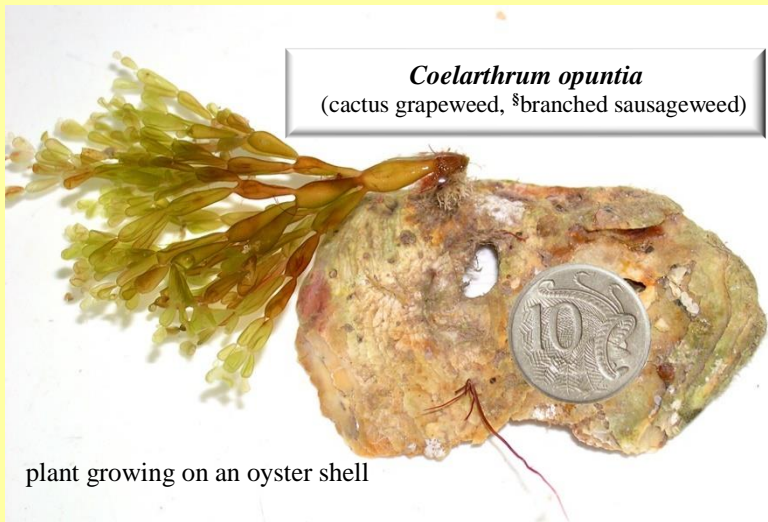 Coelarthrum opuntia
(cactus grapeweed, §branched sausageweed)
10
plant growing on an oyster shell